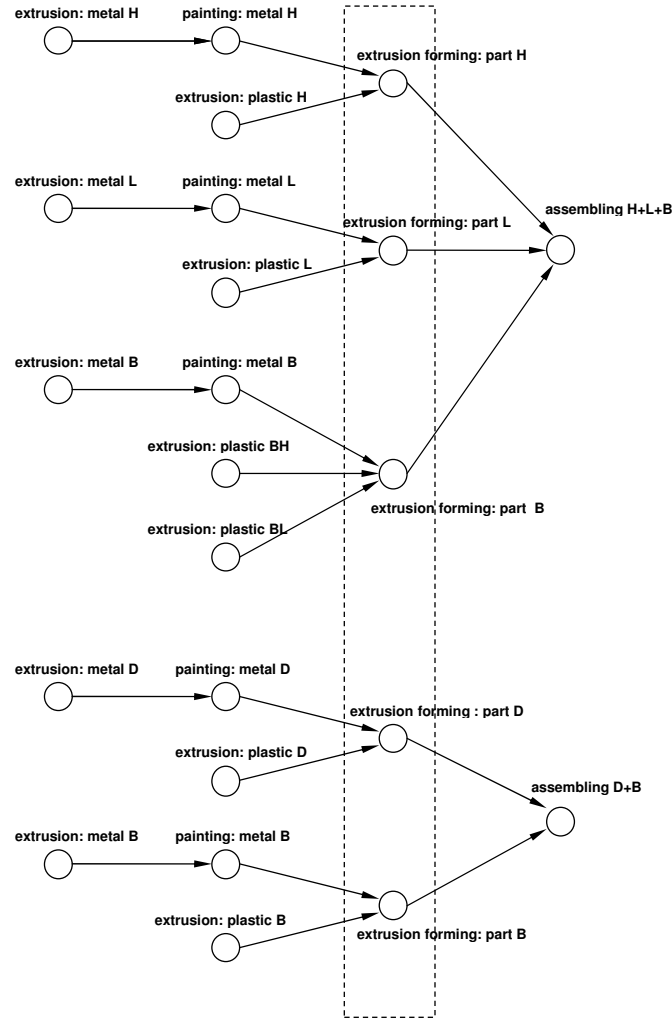 extrusion: metal H
painting: metal H
extrusion forming: part H
extrusion: plastic H
extrusion: metal L
painting: metal L
assembling H+L+B
extrusion forming: part L
extrusion: plastic L
extrusion: metal B
painting: metal B
extrusion: plastic BH
extrusion forming: part B
extrusion: plastic BL
extrusion: metal D
painting: metal D
extrusion forming : part D
extrusion: plastic D
assembling D+B
extrusion: metal B
painting: metal B
extrusion: plastic B
extrusion forming: part B